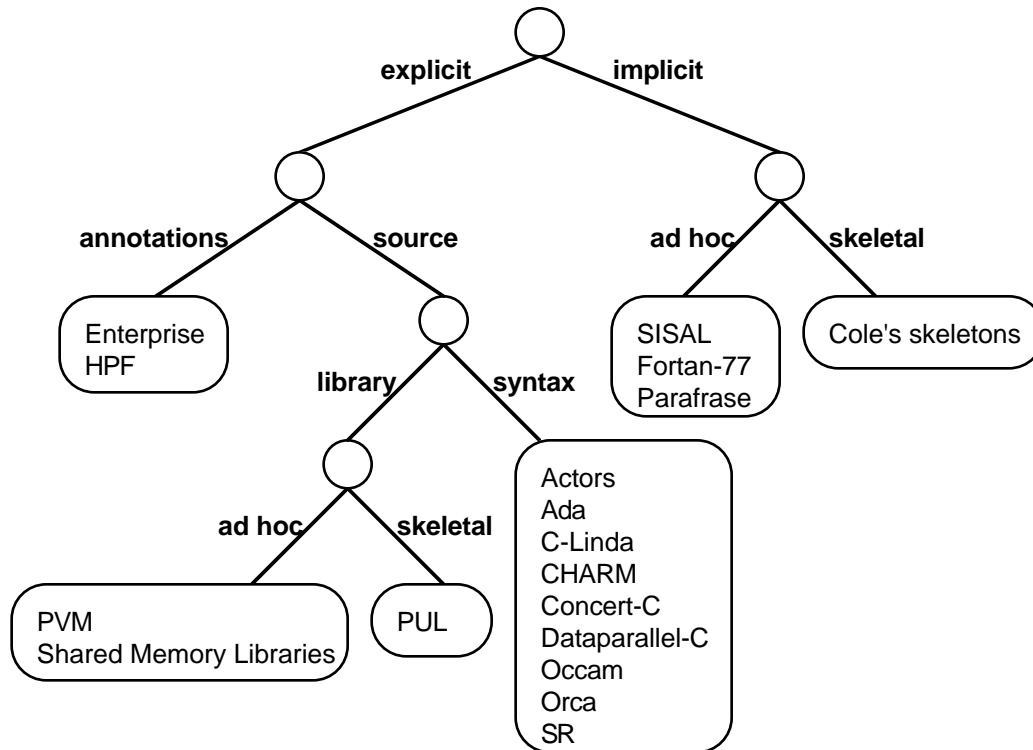 explicit
implicit
annotations
source
ad hoc
skeletal
Enterprise
HPF
SISAL
Fortan-77
Parafrase
Cole's skeletons
library
syntax
ad hoc
skeletal
PVM
Shared Memory Libraries
PUL
Actors
Ada
C-Linda
CHARM
Concert-C
Dataparallel-C
Occam
Orca
SR